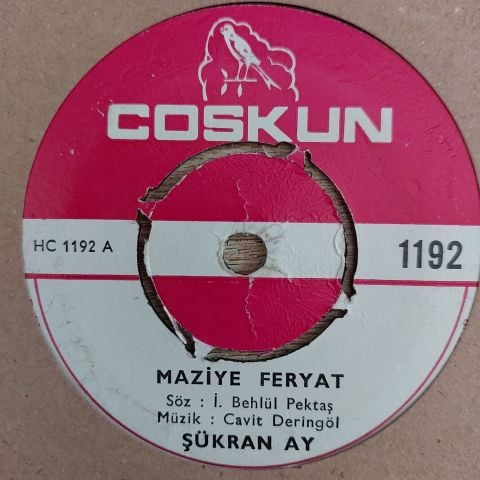 COSKUN
HC 1192 A
1192
MAZİYE FERYAT
Söz : İ. Behlül Pektaş
Müzik : Cavit Deringöl
ŞÜKRAN AY